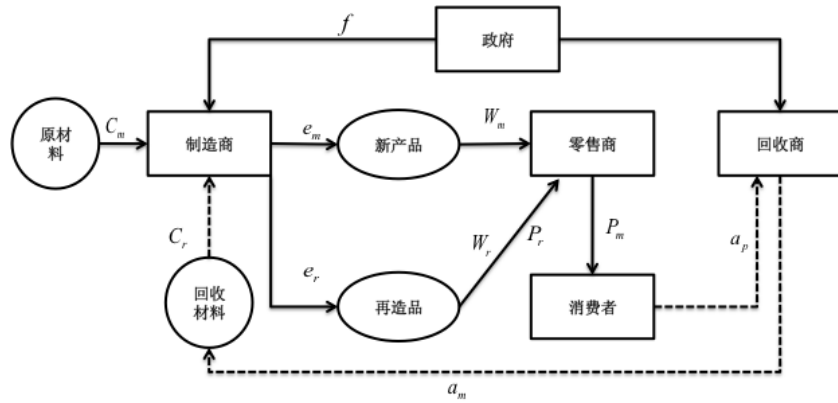 f
政府
原材
料
C_m
制造商
e_m
新产品
W_m
零售商
回收商
C_r
W_r
P_r
P_m
a_p
回收
材料
e_r
再造品
消费者
a_m